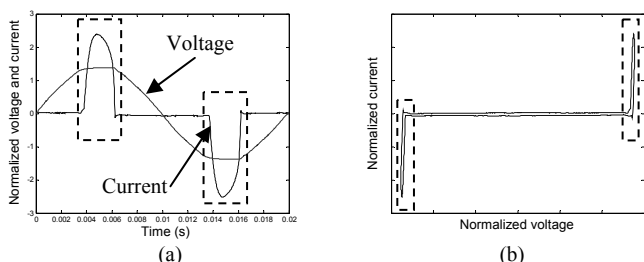 3
2
1
0
-1
-2
-3
Normalized voltage and current
Voltage
Current
0 0.002 0.004 0.006 0.008 0.01 0.012 0.014 0.016 0.018 0.02
Time (s)
(a)
Normalized current
Normalized voltage
(b)